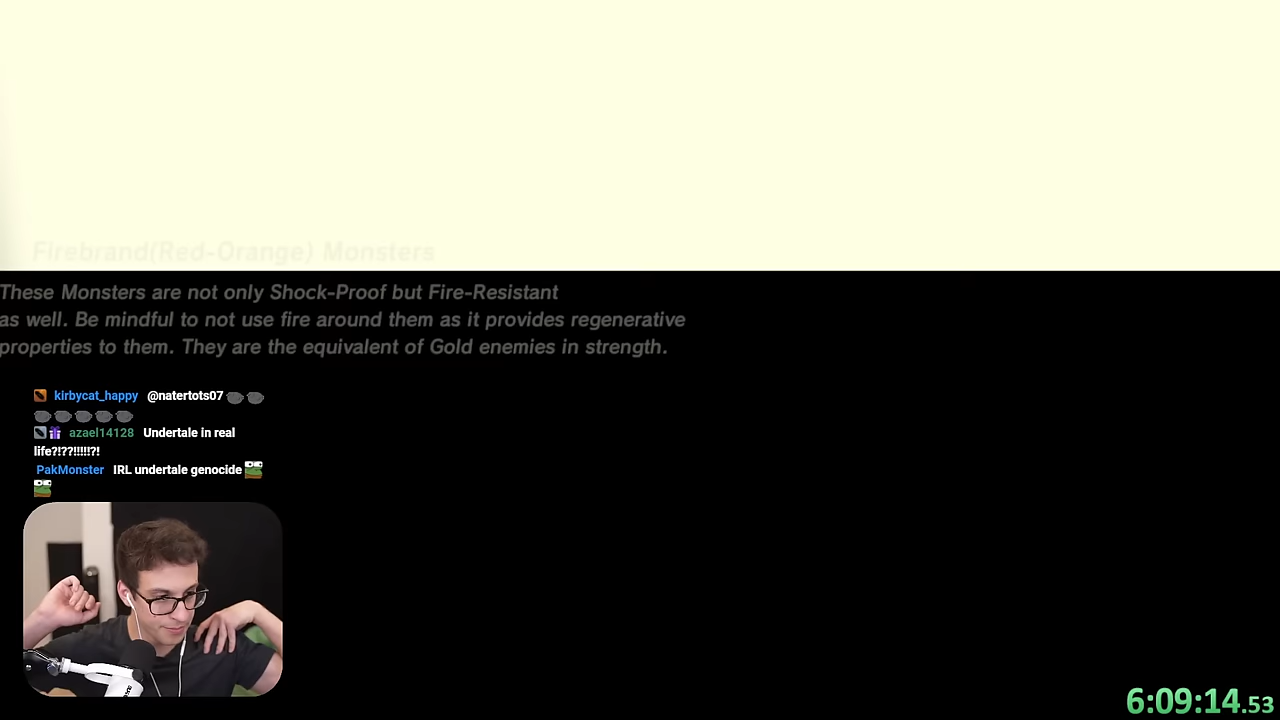 Firebrand(Red-Orange) Monsters
These Monsters are not only Shock-Proof but Fire-Resistant
as well. Be mindful to not use fire around them as it provides regenerative
properties to them. They are the equivalent of Gold enemies in strength.
kirbycat_happy @natertots07
azael14128 Undertale in real
life?!??!!!!!?!
PakMonster IRL undertale genocide
6:09:14.53